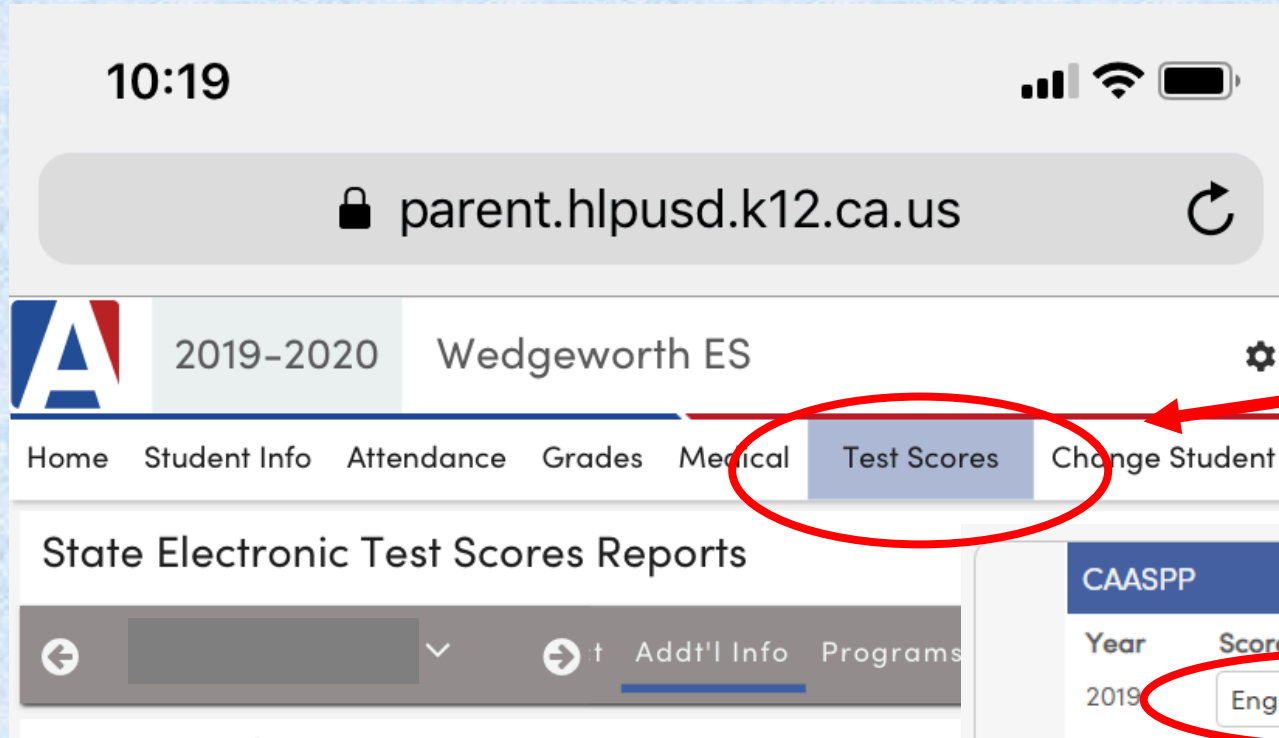 10:19
parent.hlpusd.k12.ca.us
2019-2020 Wedgeworth ES
Home Student Info Attendance Grades Medical Test Scores Change Student
State Electronic Test Scores Reports
Addt'l Info Programs
CAASPP
Year
2019